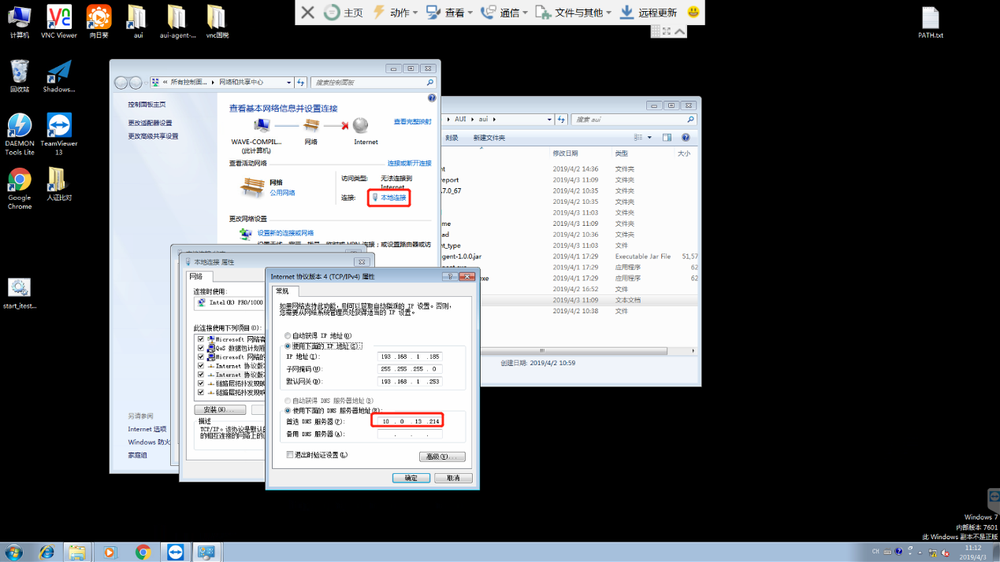 主页
动作
查看
通信
文件与其他
远程更新
计算机
VNC Viewer
向日葵
aui
aui-agent-...
vnc国税
PATH.txt
回收站
Shadows...
DAEMON
Tools Lite
TeamViewer
13
Google
Chrome
人证比对
start_itest...
« 所有控制面... ▸ 网络和共享中心
搜索控制面板
控制面板主页
更改适配器设置
更改高级共享设置
查看基本网络信息并设置连接
查看完整映射
WAVE-COMPIL...
(此计算机)
网络
Internet
查看活动网络
连接或断开连接
网络
公用网络
访问类型:
无法连接到
Internet
连接:
本地连接
更改网络设置
设置新的连接或网络
另请参阅
Internet 选项
Windows 防火
家庭组
▸ AUI ▸ aui ▸
搜索 aui
刻录
新建文件夹
修改日期
类型
大小
nt
2019/4/2 14:36
文件夹
report
2019/4/3 11:09
文件夹
.7.0_67
2019/4/2 10:35
文件夹
2019/4/2 10:35
文件夹
2019/4/3 11:03
文件夹
me
2019/4/3 11:09
文件夹
ad
2019/4/2 10:36
文件夹
t_type
2019/4/3 11:03
文件
gent-1.0.0.jar
2019/4/1 17:29
Executable Jar File
51,57
2019/4/1 17:29
应用程序
62
xe
2019/4/1 17:29
应用程序
62
2019/4/2 16:52
文件
2019/4/3 11:09
文本文档
2019/4/2 10:38
文件
创建日期: 2019/4/2 10:59
本地连接 属性
网络
连接时使用:
Intel(R) PRO/1000
此连接使用下列项目(O):
Microsoft 网络客
QoS 数据包计划程
Microsoft 网络的
Internet 协议版本
Internet 协议版本
链路层拓扑发现映
链路层拓扑发现响
安装(N)...
描述
TCP/IP。该协议是默认的
的相互连接的网络上的
Internet 协议版本 4 (TCP/IPv4) 属性
常规
如果网络支持此功能，则可以获取自动指派的 IP 设置。否则，
您需要从网络系统管理员处获得适当的 IP 设置。
自动获得 IP 地址(O)
使用下面的 IP 地址(S):
IP 地址(I):
193 .168 . 1 .185
子网掩码(U):
255 .255 .255 . 0
默认网关(D):
193 .168 . 1 .253
自动获得 DNS 服务器地址(B)
使用下面的 DNS 服务器地址(E):
首选 DNS 服务器(P):
10 . 0 . 13 .214
备用 DNS 服务器(A):
退出时验证设置(L)
高级(V)...
确定
取消
Windows 7
内部版本 7601
此 Windows 副本不是正版
CH
11:12
2019/4/3